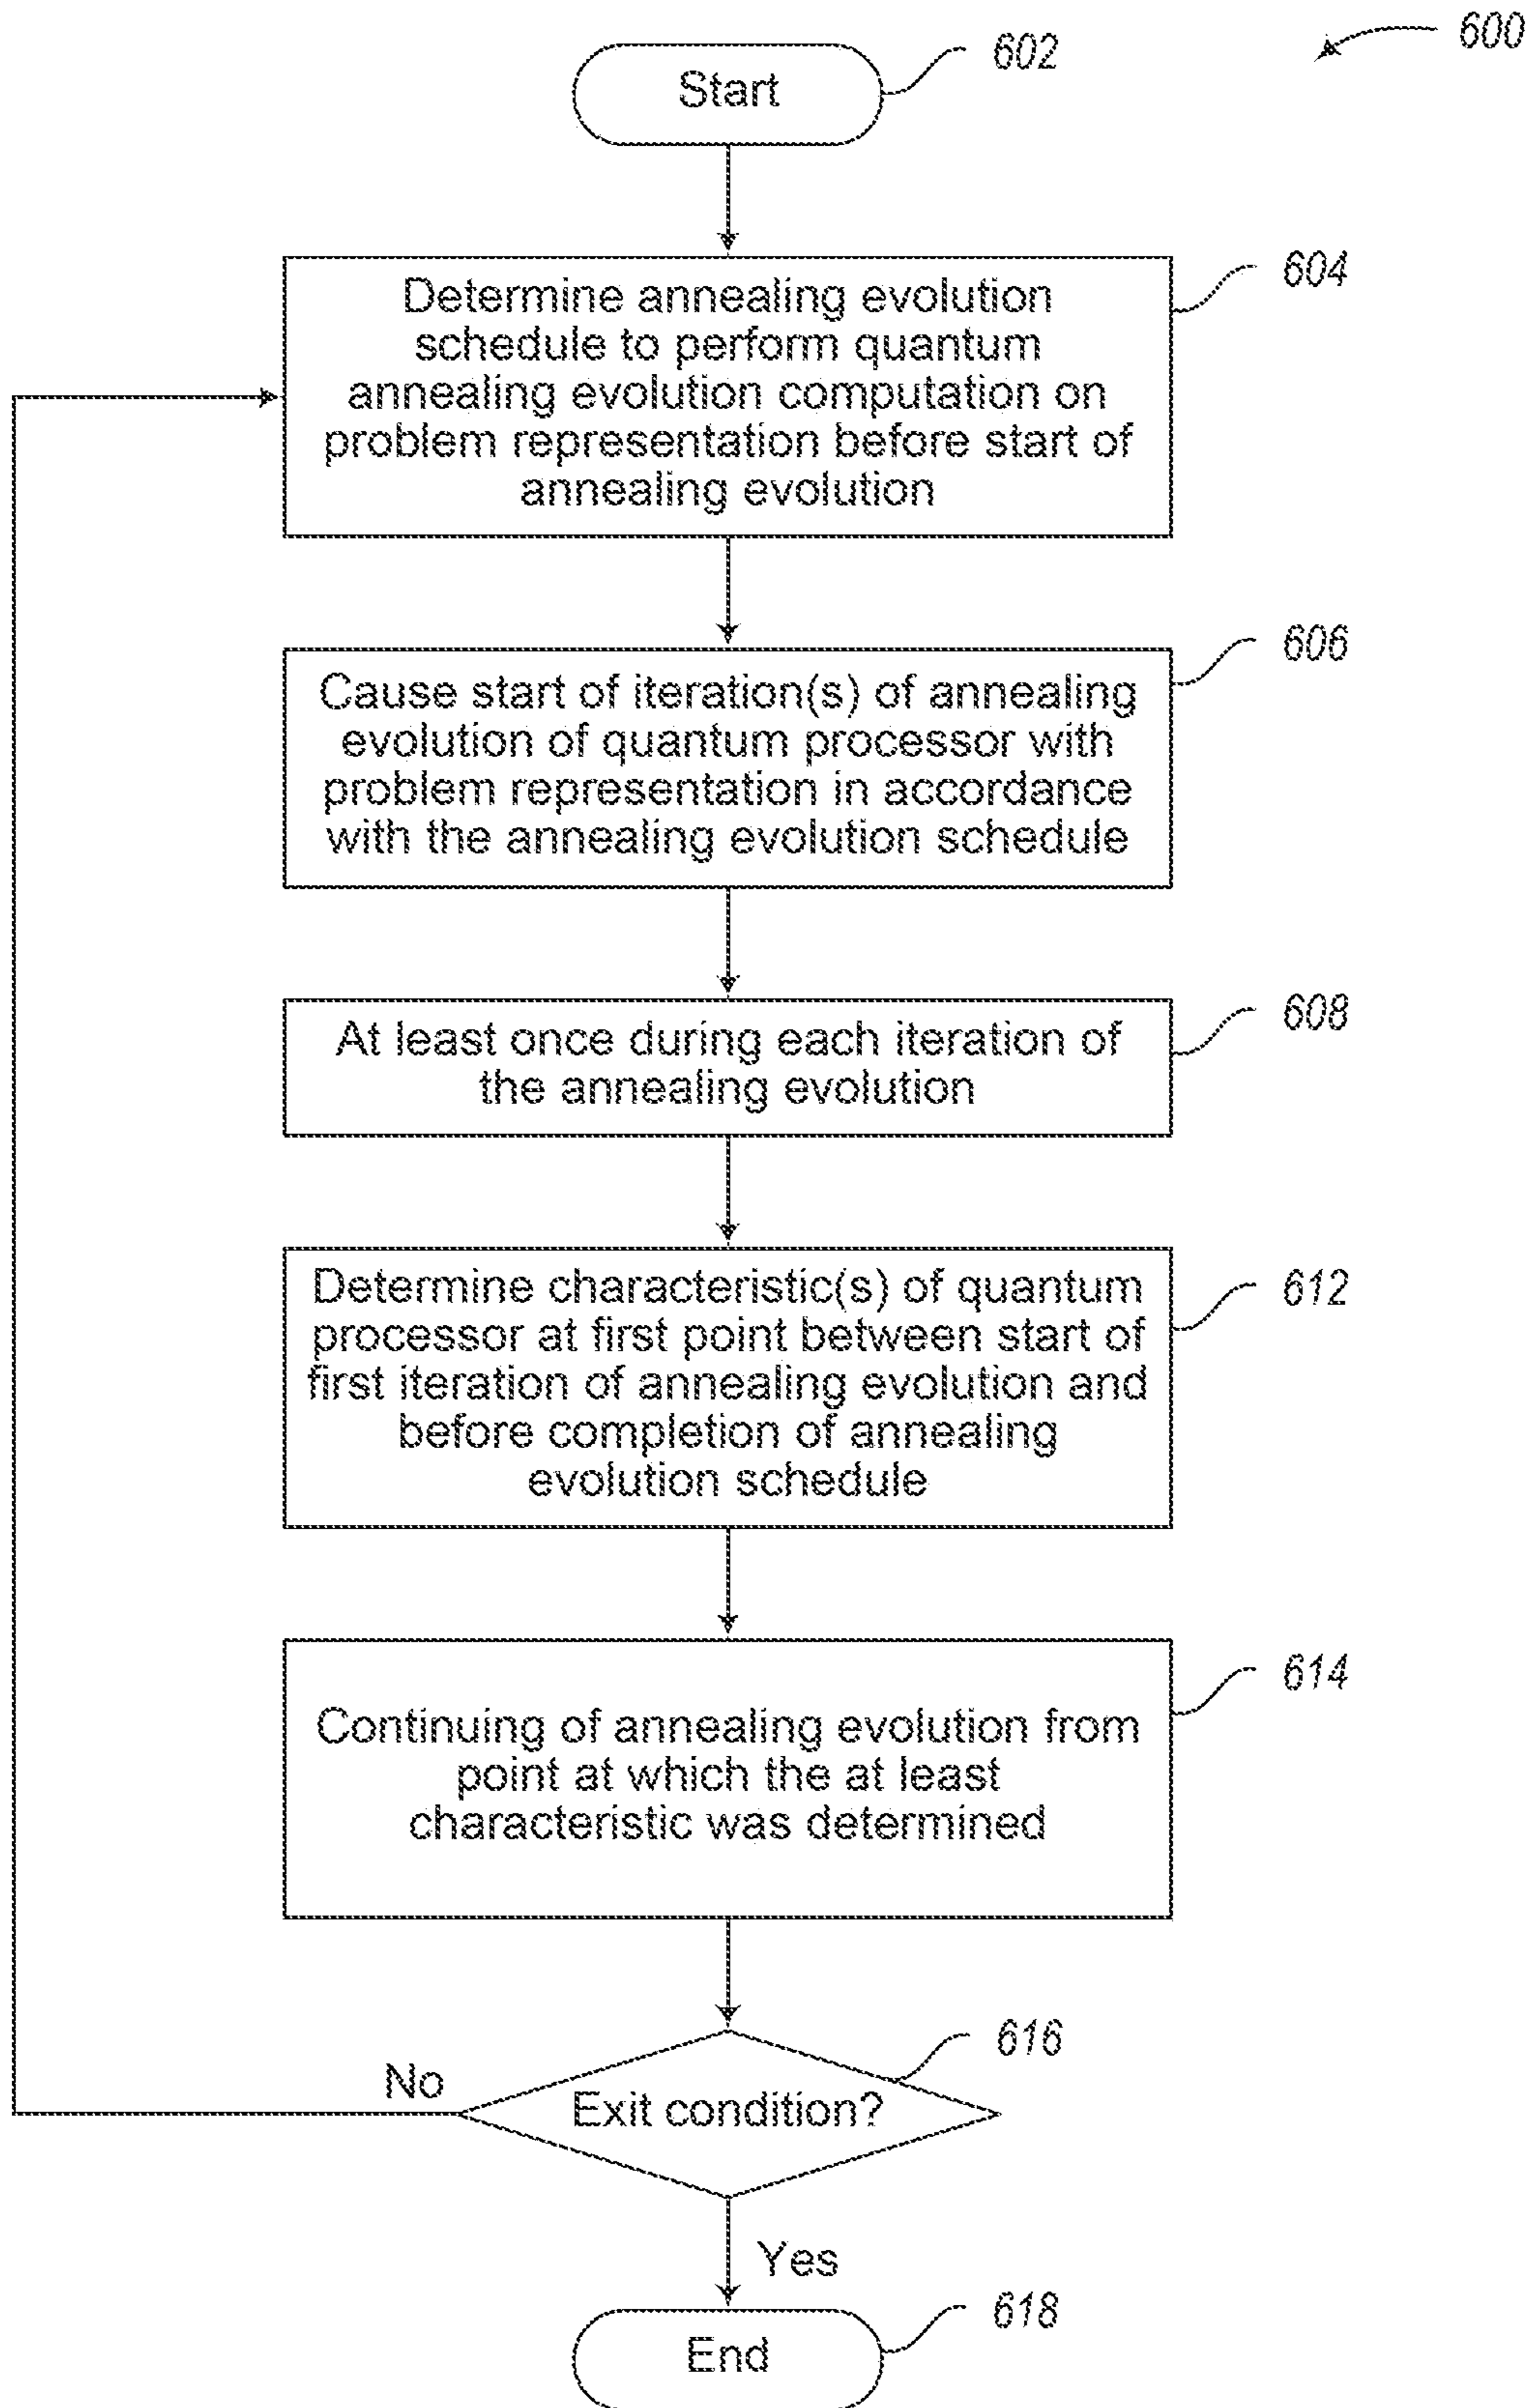 600
Start
602
Determine annealing evolution
schedule to perform quantum
annealing evolution computation on
problem representation before start of
annealing evolution
604
Cause start of iteration(s) of annealing
evolution of quantum processor with
problem representation in accordance
with the annealing evolution schedule
606
At least once during each iteration of
the annealing evolution
608
Determine characteristic(s) of quantum
processor at first point between start of
first iteration of annealing evolution and
before completion of annealing
evolution schedule
612
Continuing of annealing evolution from
point at which the at least
characteristic was determined
614
Exit condition?
616
No
Yes
End
618